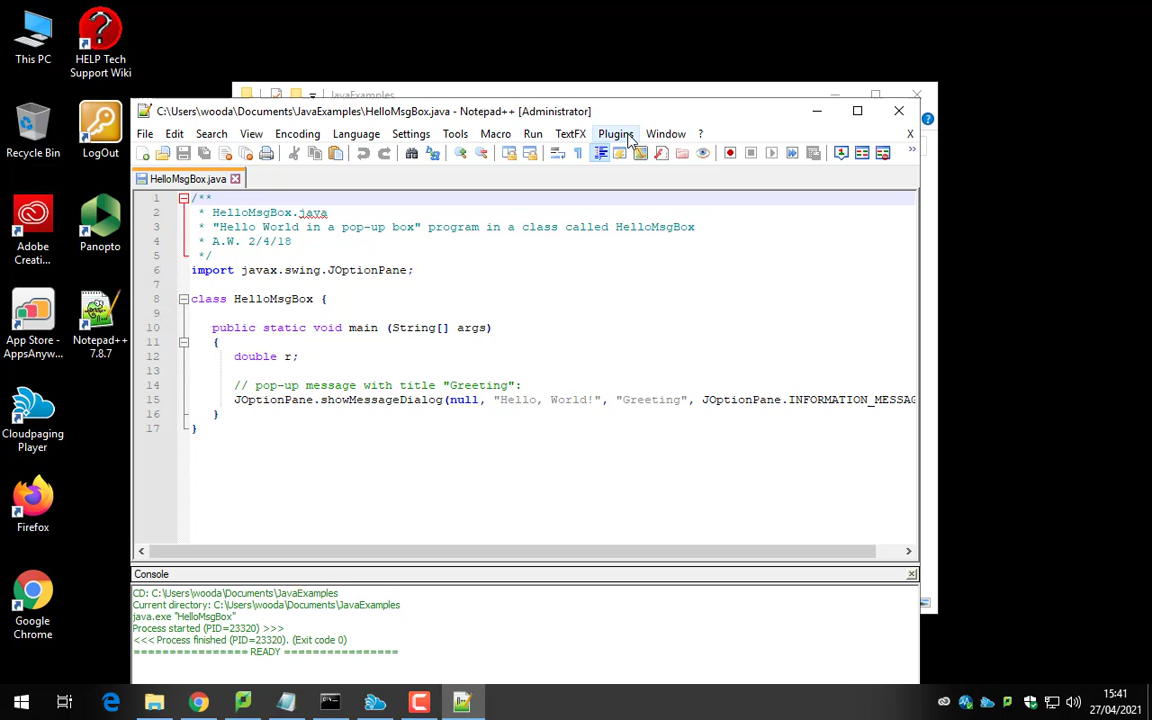 This PC
HELP Tech
Support Wiki
Recycle Bin
LogOut
Adobe
Creati...
Panopto
App Store -
AppsAnyw...
Notepad++
7.8.7
Cloudpaging
Player
Firefox
Google
Chrome
JavaExamples
C:\Users\wooda\Documents\JavaExamples\HelloMsgBox.java - Notepad++ [Administrator]
File Edit Search View Encoding Language Settings Tools Macro Run TextFX Plugins Window ? X
HelloMsgBox.java
1 /**
2 * HelloMsgBox.java
3 * "Hello World in a pop-up box" program in a class called HelloMsgBox
4 * A.W. 2/4/18
5 */
6 import javax.swing.JOptionPane;
7
8 class HelloMsgBox {
9
10 public static void main (String[] args)
11 {
12 double r;
13
14 // pop-up message with title "Greeting":
15 JOptionPane.showMessageDialog(null, "Hello, World!", "Greeting", JOptionPane.INFORMATION_MESSAG
16 }
17 }
Console
CD: C:\Users\wooda\Documents\JavaExamples
Current directory: C:\Users\wooda\Documents\JavaExamples
java.exe "HelloMsgBox"
Process started (PID=23320) >>>
<<< Process finished (PID=23320). (Exit code 0)
================ READY ================
15:41
27/04/2021